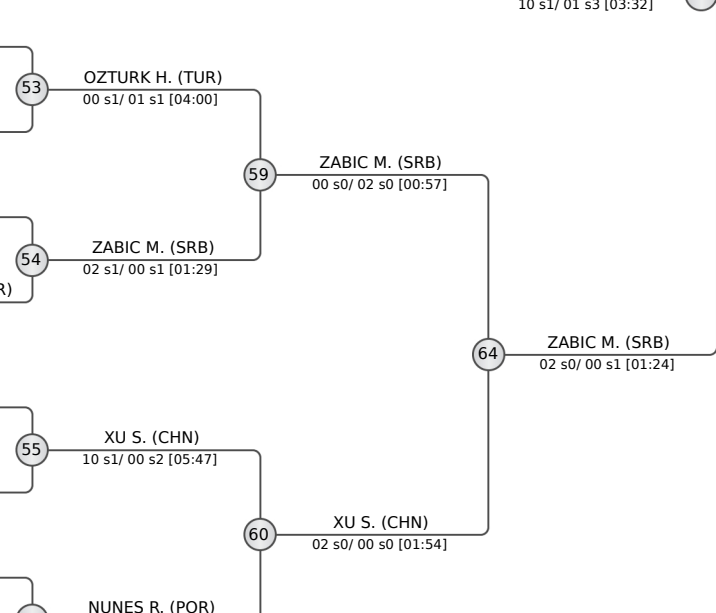 10 s1/ 01 s3 [03:32]
53
OZTURK H. (TUR)
00 s1/ 01 s1 [04:00]
59
ZABIC M. (SRB)
00 s0/ 02 s0 [00:57]
54
ZABIC M. (SRB)
02 s1/ 00 s1 [01:29]
R)
64
ZABIC M. (SRB)
02 s0/ 00 s1 [01:24]
55
XU S. (CHN)
10 s1/ 00 s2 [05:47]
60
XU S. (CHN)
02 s0/ 00 s0 [01:54]
NUNES R. (POR)